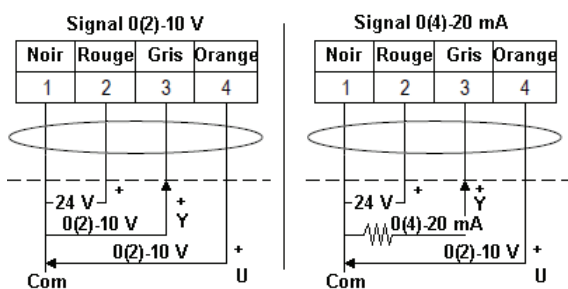 Signal 0(2)-10 V
Noir Rouge Gris Orange
1 2 3 4
24 V +
0(2)-10 V + Y
0(2)-10 V +
Com U
Signal 0(4)-20 mA
Noir Rouge Gris Orange
1 2 3 4
24 V + + Y
0(4)-20 mA
0(2)-10 V +
Com U